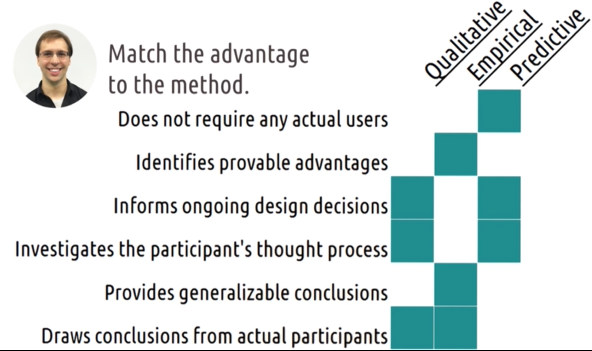 Match the advantage
to the method.
Qualitative
Empirical
Predictive
Does not require any actual users
Identifies provable advantages
Informs ongoing design decisions
Investigates the participant's thought process
Provides generalizable conclusions
Draws conclusions from actual participants